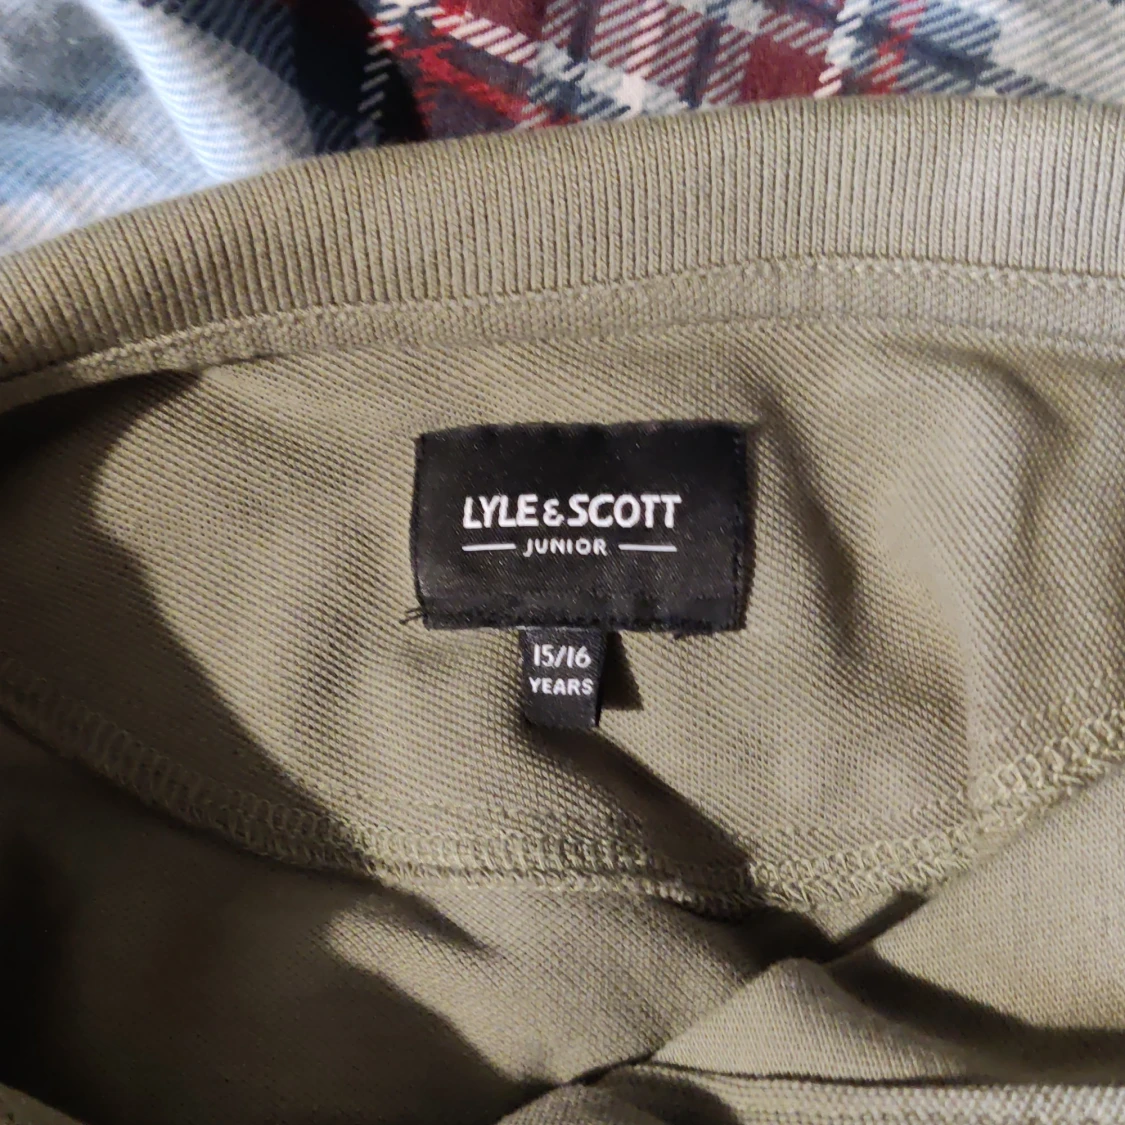 LYLE & SCOTT
JUNIOR
15/16
YEARS